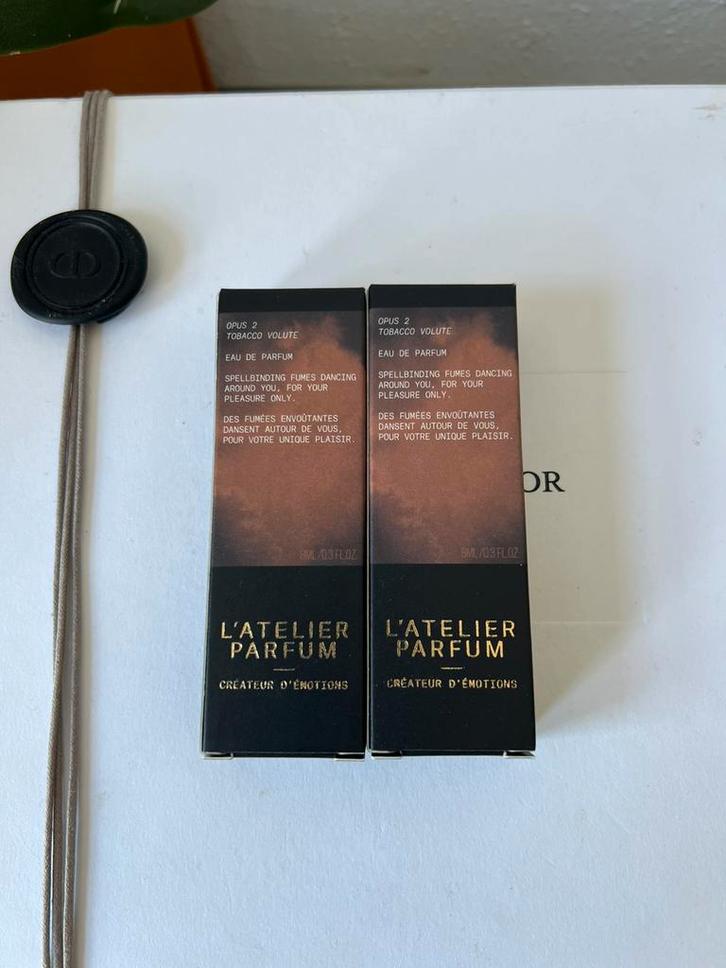 OPUS 2
TOBACCO VOLUTE
EAU DE PARFUM
SPELLBINDING FUMES DANCING
AROUND YOU, FOR YOUR
PLEASURE ONLY.
DES FUMÉES ENVOÛTANTES
DANSENT AUTOUR DE VOUS,
POUR VOTRE UNIQUE PLAISIR.
8ML/0.3 FL.OZ
L'ATELIER
PARFUM
CRÉATEUR D'ÉMOTIONS
OPUS 2
TOBACCO VOLUTE
EAU DE PARFUM
SPELLBINDING FUMES DANCING
AROUND YOU, FOR YOUR
PLEASURE ONLY.
DES FUMÉES ENVOÛTANTES
DANSENT AUTOUR DE VOUS,
POUR VOTRE UNIQUE PLAISIR.
8ML/0.3 FL.OZ
L'ATELIER
PARFUM
CRÉATEUR D'ÉMOTIONS
OR
CD